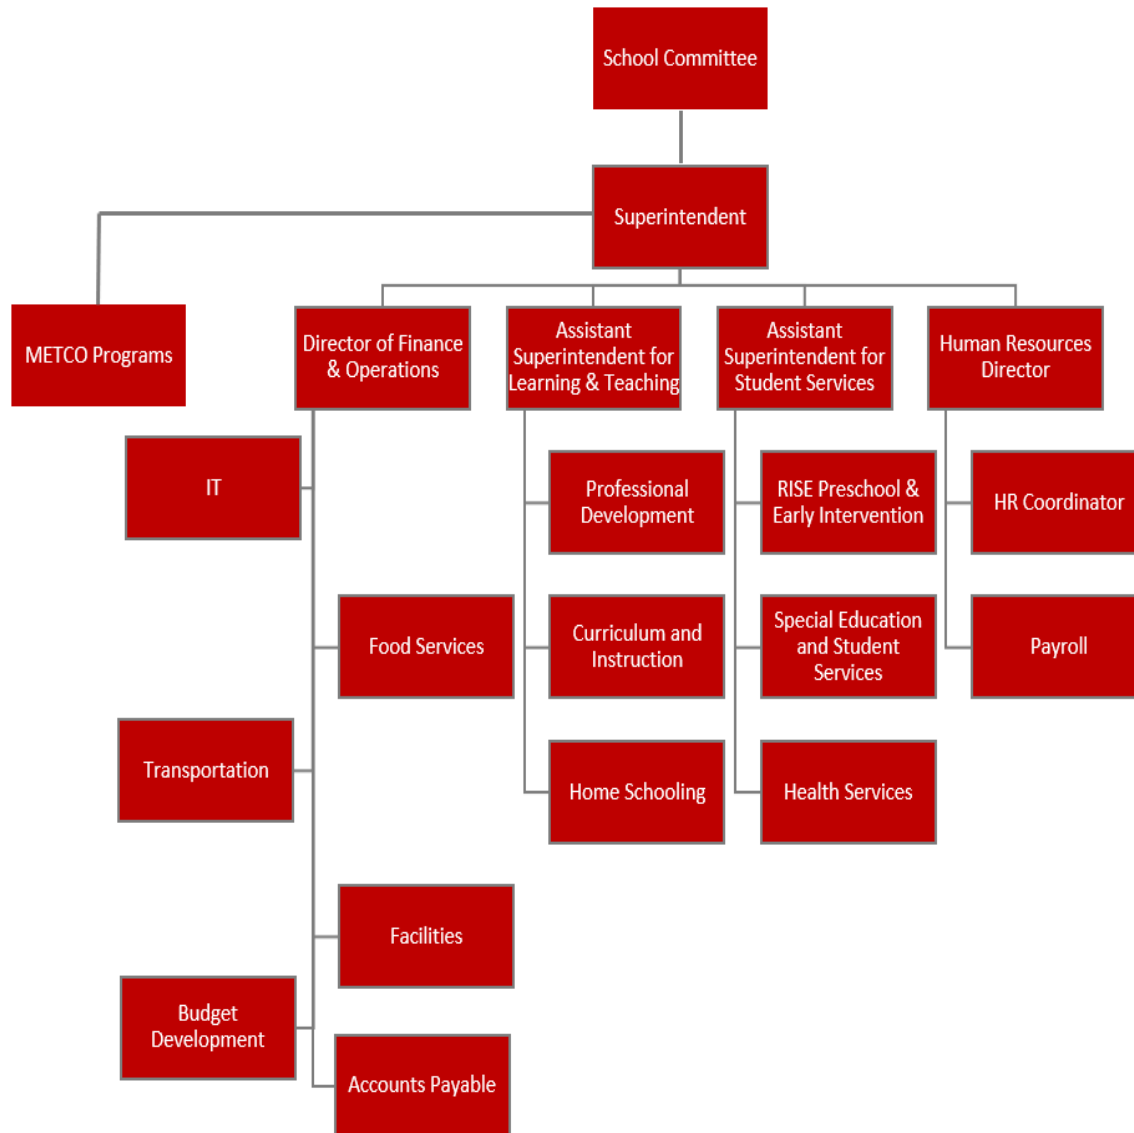 School Committee
Superintendent
METCO Programs
Director of Finance
& Operations
Assistant
Superintendent for
Learning & Teaching
Assistant
Superintendent for
Student Services
Human Resources
Director
IT
Professional
Development
RISE Preschool &
Early Intervention
HR Coordinator
Food Services
Curriculum and
Instruction
Special Education
and Student
Services
Payroll
Transportation
Home Schooling
Health Services
Facilities
Budget
Development
Accounts Payable